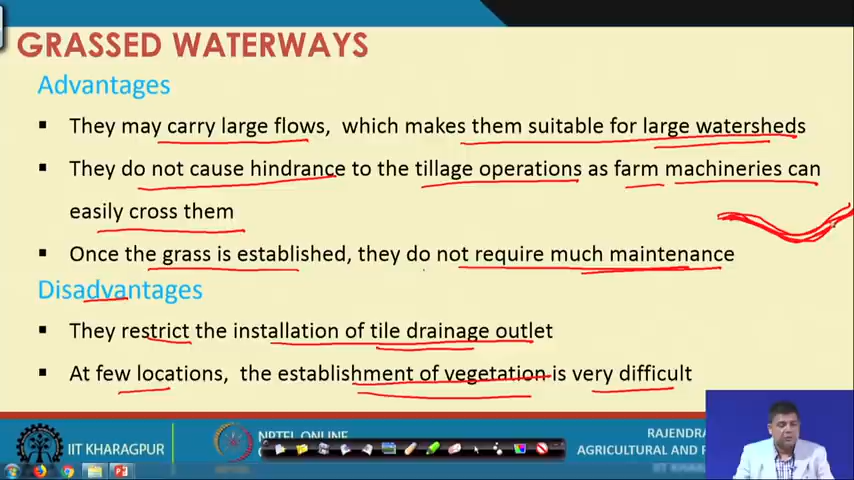 GRASSED WATERWAYS
Advantages
▪ They may carry large flows, which makes them suitable for large watersheds
▪ They do not cause hindrance to the tillage operations as farm machineries can
easily cross them
▪ Once the grass is established, they do not require much maintenance
Disadvantages
▪ They restrict the installation of tile drainage outlet
▪ At few locations, the establishment of vegetation is very difficult
IIT KHARAGPUR
NPTEL ONLINE
RAJENDRA
AGRICULTURAL AND